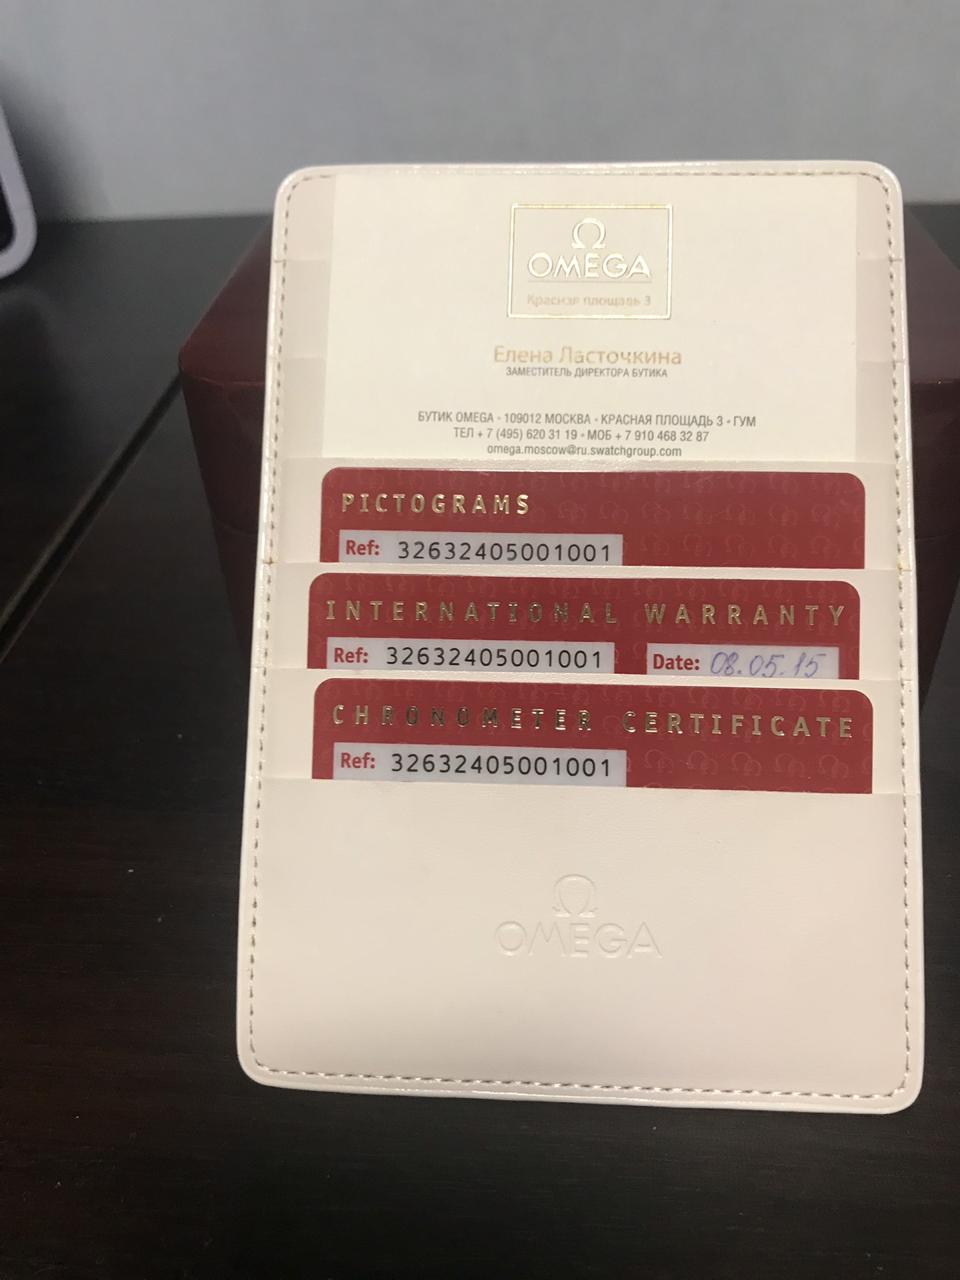 Ω
OMEGA
Красная площадь 3
Елена Ласточкина
ЗАМЕСТИТЕЛЬ ДИРЕКТОРА БУТИКА
БУТИК OMEGA • 109012 МОСКВА • КРАСНАЯ ПЛОЩАДЬ 3 • ГУМ
ТЕЛ + 7 (495) 620 31 19 • МОБ + 7 910 468 32 87
omega.moscow@ru.swatchgroup.com
PICTOGRAMS
Ref: 32632405001001
INTERNATIONAL WARRANTY
Ref: 32632405001001 Date: 08.05.15
CHRONOMETER CERTIFICATE
Ref: 32632405001001
Ω
OMEGA